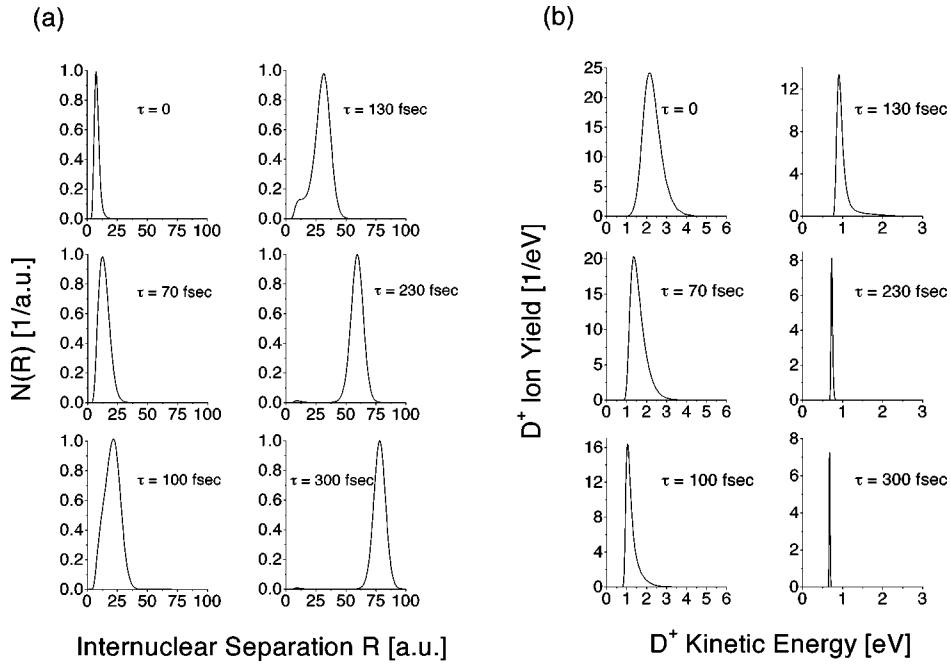 (a)
(b)
N(R) [1/a.u.]
1.0
0.8
0.6
0.4
0.2
0.0
0 25 50 75 100
τ = 0
1.0
0.8
0.6
0.4
0.2
0.0
0 25 50 75 100
τ = 130 fsec
1.0
0.8
0.6
0.4
0.2
0.0
0 25 50 75 100
τ = 70 fsec
1.0
0.8
0.6
0.4
0.2
0.0
0 25 50 75 100
τ = 230 fsec
1.0
0.8
0.6
0.4
0.2
0.0
0 25 50 75 100
τ = 100 fsec
1.0
0.8
0.6
0.4
0.2
0.0
0 25 50 75 100
τ = 300 fsec
Internuclear Separation R [a.u.]
D⁺ Ion Yield [1/eV]
25
20
15
10
5
0
0 1 2 3 4 5 6
τ = 0
12
8
4
0
0 1 2 3
τ = 130 fsec
20
15
10
5
0
0 1 2 3 4 5 6
τ = 70 fsec
8
6
4
2
0
0 1 2 3
τ = 230 fsec
16
12
8
4
0
0 1 2 3 4 5 6
τ = 100 fsec
8
6
4
2
0
0 1 2 3
τ = 300 fsec
D⁺ Kinetic Energy [eV]